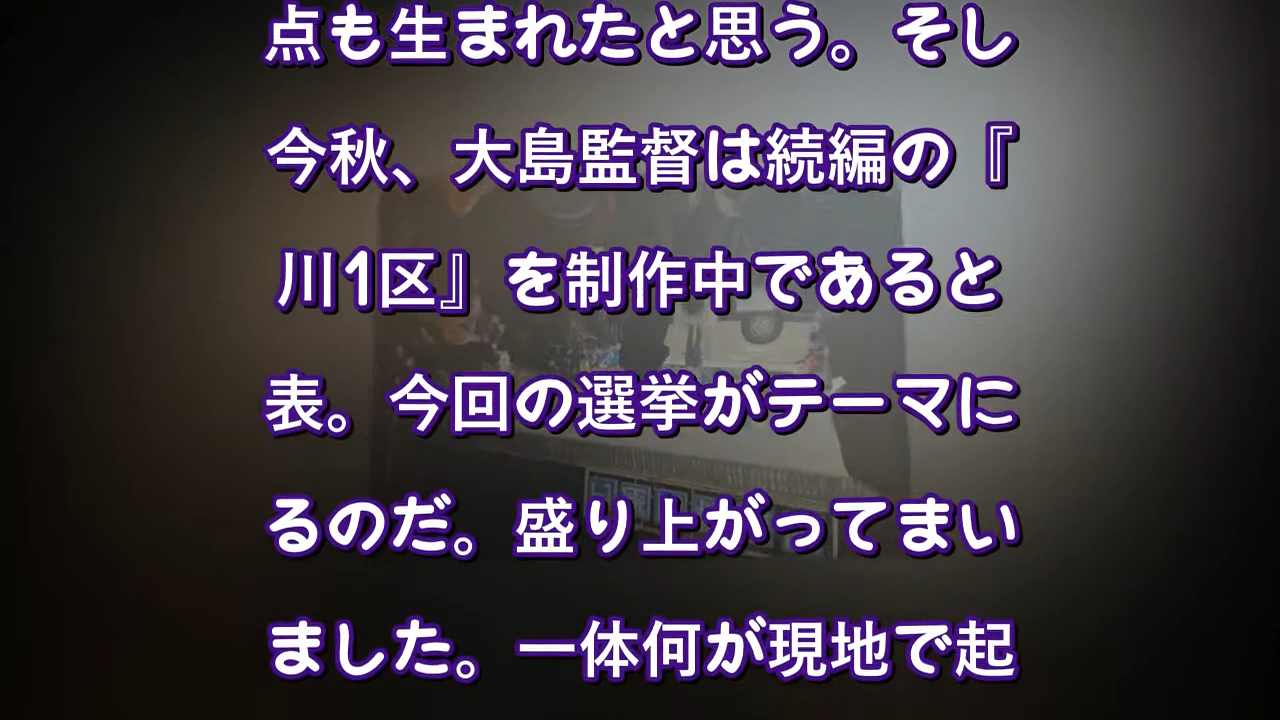 点も生まれたと思う。そし
今秋、大島監督は続編の『
川1区』を制作中であると
表。今回の選挙がテーマに
るのだ。盛り上がってまい
ました。一体何が現地で起